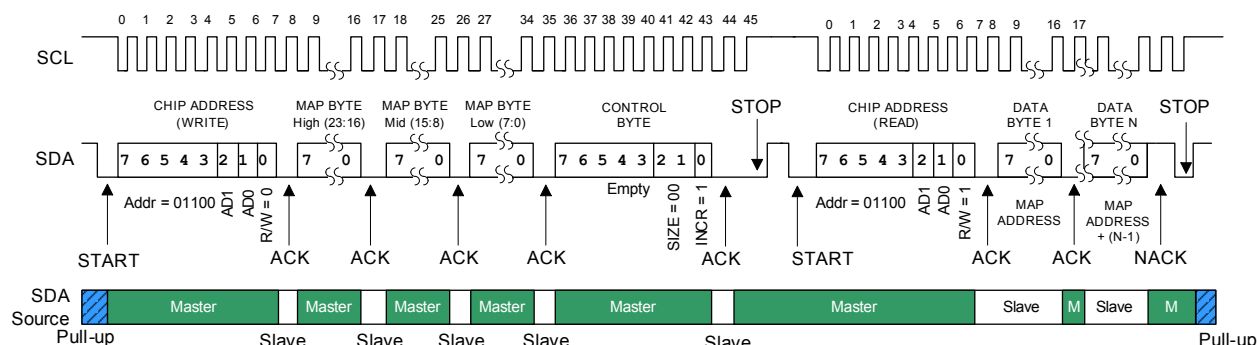 0 1 2 3 4 5 6 7 8 9 16 17 18 25 26 27 34 35 36 37 38 39 40 41 42 43 44 45 0 1 2 3 4 5 6 7 8 9 16 17
SCL
CHIP ADDRESS (WRITE)
MAP BYTE High (23:16)
MAP BYTE Mid (15:8)
MAP BYTE Low (7:0)
CONTROL BYTE
STOP
CHIP ADDRESS (READ)
DATA BYTE 1
DATA BYTE N
STOP
SDA
7 6 5 4 3 2 1 0
7 0
7 0
7 0
7 6 5 4 3 2 1 0
7 6 5 4 3 2 1 0
7 0
7 0
Addr = 01100
AD1
AD0
R/W = 0
Empty
SIZE = 00
INCR = 1
Addr = 01100
AD1
AD0
R/W = 1
MAP ADDRESS
MAP ADDRESS + (N-1)
START
ACK
ACK
ACK
ACK
ACK
START
ACK
ACK
NACK
SDA Source
Master
Master
Master
Master
Master
Master
Slave
M
Slave
M
Pull-up
Slave
Slave
Slave
Slave
Slave
Pull-up